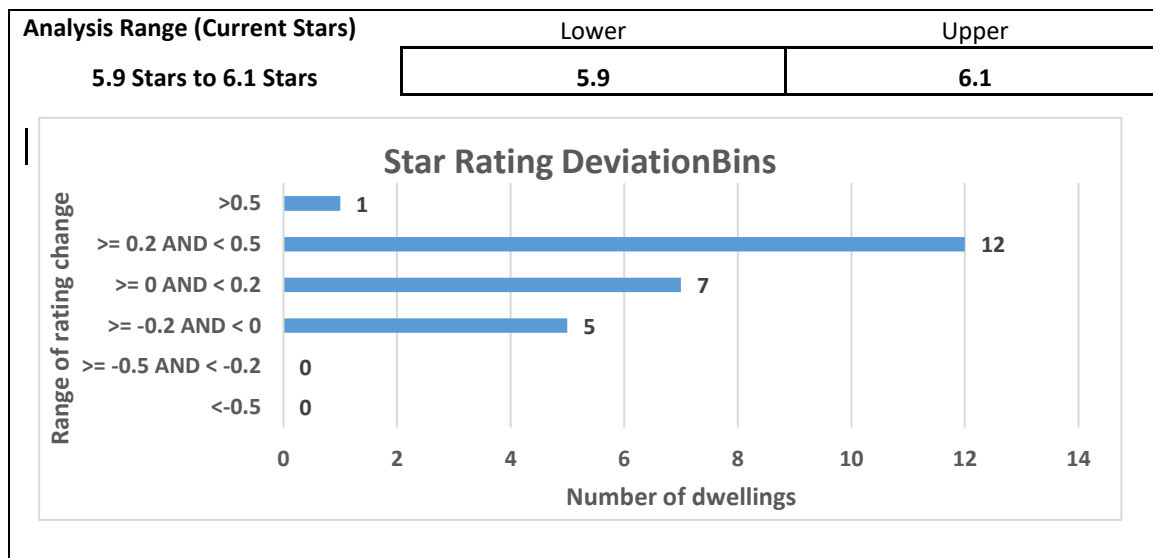 Analysis Range (Current Stars) Lower Upper
5.9 Stars to 6.1 Stars 5.9 6.1
Star Rating DeviationBins
Range of rating change
>0.5 1
>= 0.2 AND < 0.5 12
>= 0 AND < 0.2 7
>= -0.2 AND < 0 5
>= -0.5 AND < -0.2 0
<-0.5 0
0 2 4 6 8 10 12 14
Number of dwellings